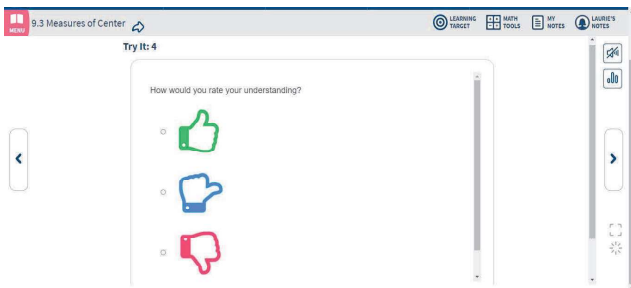 MENU
9.3 Measures of Center
LEARNING
TARGET
MATH
TOOLS
MY
NOTES
LAURIE'S
NOTES
Try It: 4
How would you rate your understanding?